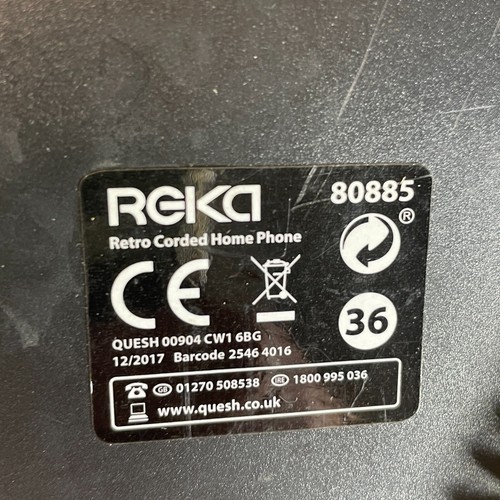 REKA 80885
®
Retro Corded Home Phone
CE
36
QUESH 00904 CW1 6BG
12/2017 Barcode 2546 4016
GB 01270 508538 IRE 1800 995 036
www.quesh.co.uk